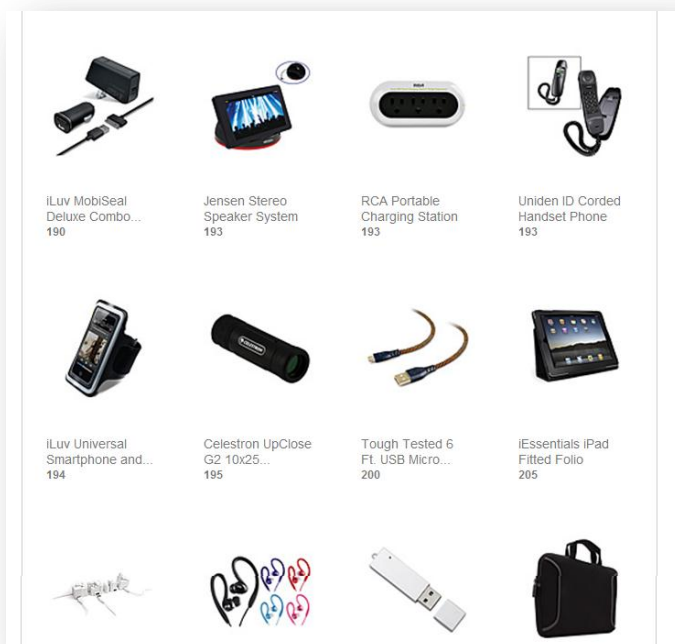 RCA
iLuv MobiSeal
Deluxe Combo...
190
Jensen Stereo
Speaker System
193
RCA Portable
Charging Station
193
Uniden ID Corded
Handset Phone
193
CELESTRON
iLuv Universal
Smartphone and...
194
Celestron UpClose
G2 10x25...
195
Tough Tested 6
Ft. USB Micro...
200
iEssentials iPad
Fitted Folio
205